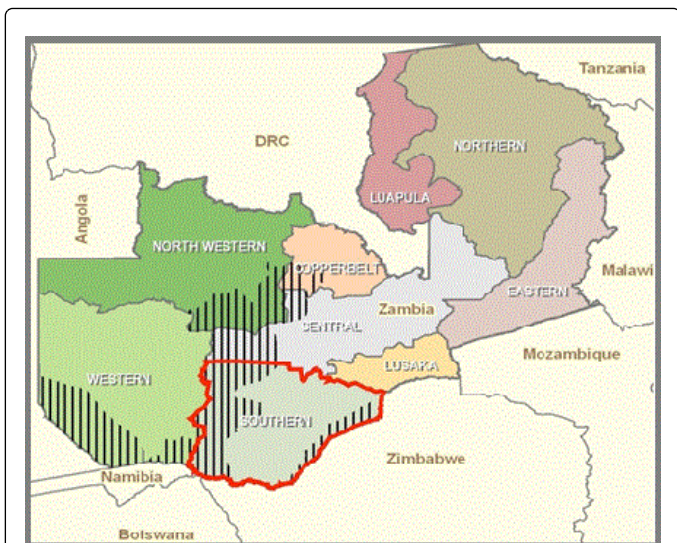 Tanzania
DRC
NORTHERN
LUAPULA
Angola
NORTH WESTERN
COPPERBELT
Malawi
EASTERN
Zambia
CENTRAL
Mozambique
WESTERN
LUSAKA
SOUTHERN
Zimbabwe
Namibia
Botswana